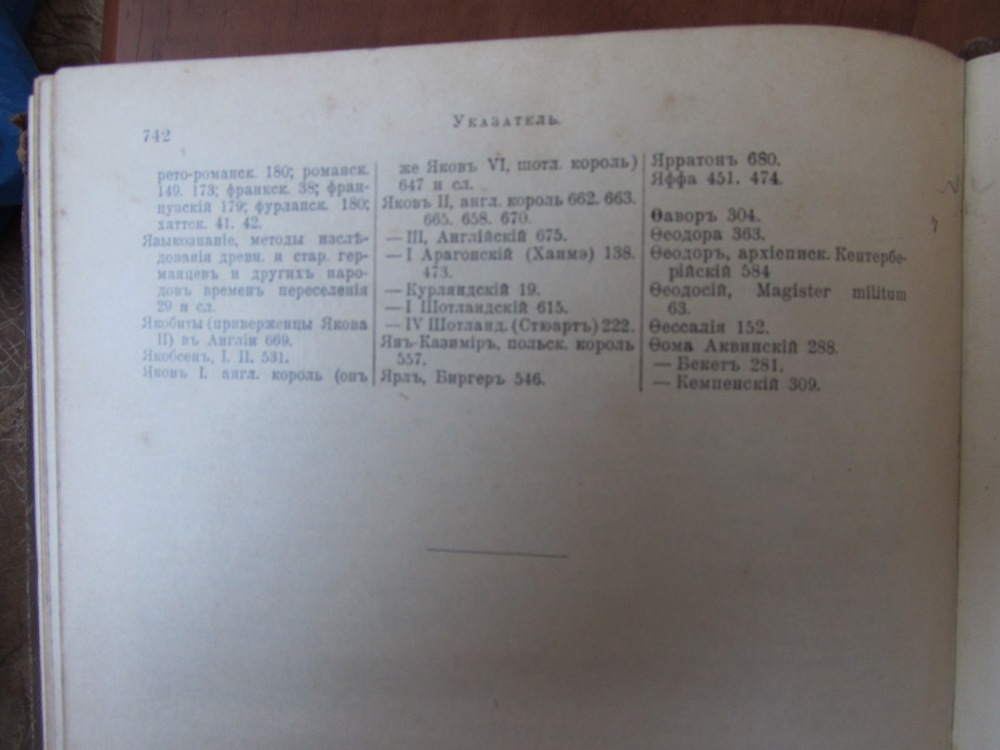 742
Указатель.
рето-романск. 180; романск.
149. 173; франкск. 38; фран-
цузскій 179; фурланск. 180;
хаттск. 41. 42.
Языкознаніе, методы изслѣ-
дованія древн. и стар. гер-
манцевъ и другихъ наро-
довъ временъ переселенія
29 и сл.
Якобиты (приверженцы Якова
II) въ Англіи 669.
Якобсенъ, І. П. 531.
Яковъ I. англ. король (онъ
же Яковъ VI, шотл. король)
647 и сл.
Яковъ II, англ. король 662. 663.
665. 658. 670.
— III, Англійскій 675.
— I Арагонскій (Хаимэ) 138.
473.
— Курляндскій 19.
— I Шотландскій 615.
— IV Шотланд. (Стюартъ) 222.
Янъ-Казиміръ, польск. король
557.
Ярлъ, Биргеръ 546.
Ярратонъ 680.
Яффа 451. 474.
Ѳаворъ 304.
Ѳеодора 363.
Ѳеодоръ, архіеписк. Кентербе-
рійскій 584
Ѳеодосій, Magister militum
63.
Ѳессалія 152.
Ѳома Аквинскій 288.
— Бекетъ 281.
— Кемпенскій 309.